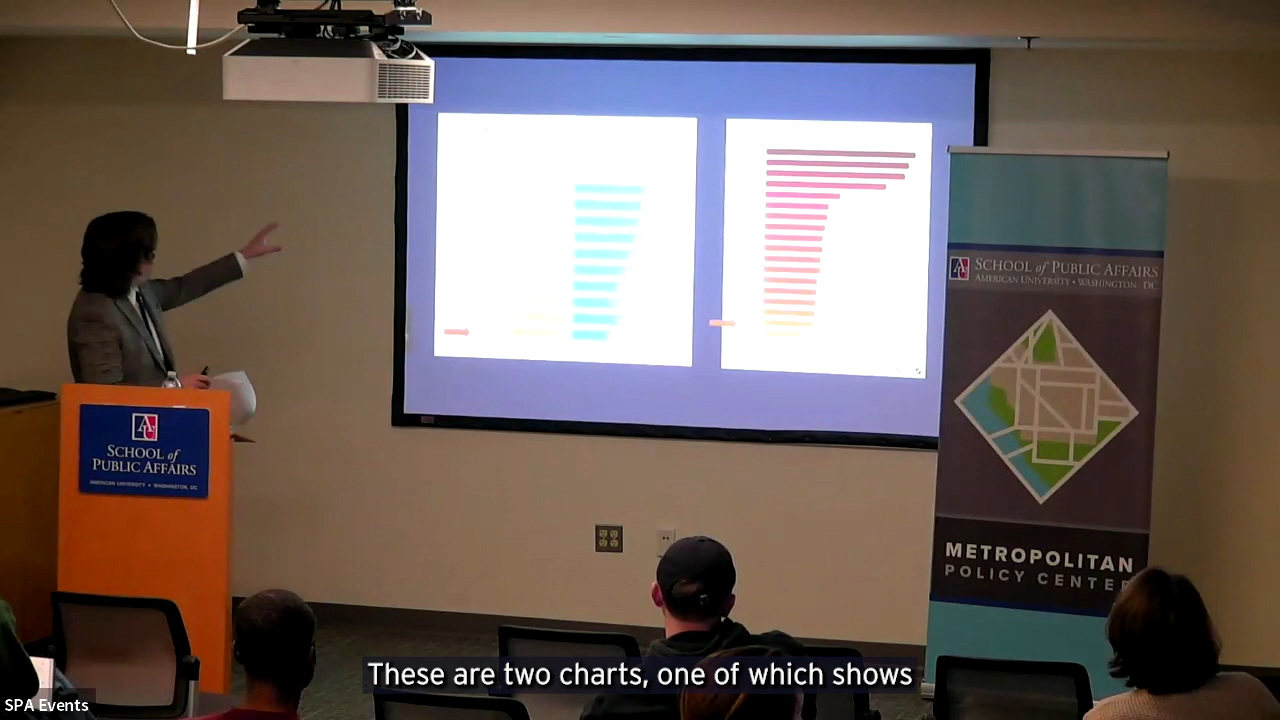 SCHOOL of PUBLIC AFFAIRS
AMERICAN UNIVERSITY • WASHINGTON, DC
SCHOOL of
PUBLIC AFFAIRS
AMERICAN UNIVERSITY • WASHINGTON, DC
METROPOLITAN
POLICY CENTE
These are two charts, one of which shows
SPA Events